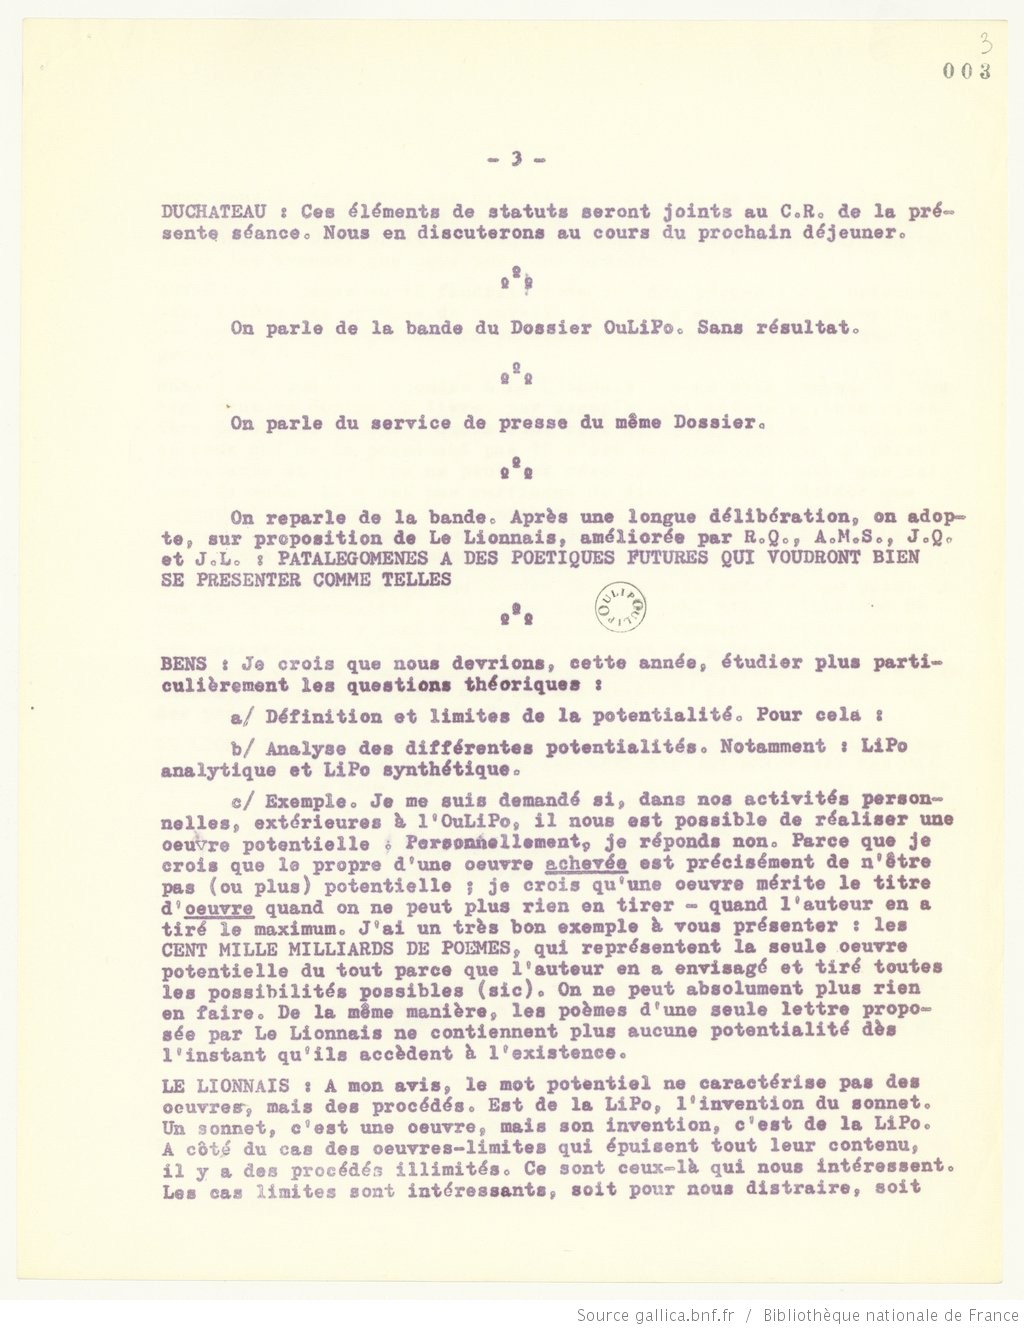 3
003
- 3 -
DUCHATEAU : Ces éléments de statuts seront joints au C.R. de la pré-
sente séance. Nous en discuterons au cours du prochain déjeuner.
On parle de la bande du Dossier OuLiPo. Sans résultat.
On parle du service de presse du même Dossier.
On reparle de la bande. Après une longue délibération, on adop-
te, sur proposition de Le Lionnais, améliorée par R.Q., A.M.S., J.Q.
et J.L. : PATALEGOMENES A DES POETIQUES FUTURES QUI VOUDRONT BIEN
SE PRESENTER COMME TELLES
OULIPOULIPO
BENS : Je crois que nous devrions, cette année, étudier plus parti-
culièrement les questions théoriques :
a/ Définition et limites de la potentialité. Pour cela :
b/ Analyse des différentes potentialités. Notamment : LiPo
analytique et LiPo synthétique.
c/ Exemple. Je me suis demandé si, dans nos activités person-
nelles, extérieures à l'OuLiPo, il nous est possible de réaliser une
oeuvre potentielle ; Personnellement, je réponds non. Parce que je
crois que le propre d'une oeuvre achevée est précisément de n'être
pas (ou plus) potentielle ; je crois qu'une oeuvre mérite le titre
d'oeuvre quand on ne peut plus rien en tirer - quand l'auteur en a
tiré le maximum. J'ai un très bon exemple à vous présenter : les
CENT MILLE MILLIARDS DE POEMES, qui représentent la seule oeuvre
potentielle du tout parce que l'auteur en a envisagé et tiré toutes
les possibilités possibles (sic). On ne peut absolument plus rien
en faire. De la même manière, les poèmes d'une seule lettre propo-
sée par Le Lionnais ne contiennent plus aucune potentialité dès
l'instant qu'ils accèdent à l'existence.
LE LIONNAIS : A mon avis, le mot potentiel ne caractérise pas des
oeuvres, mais des procédés. Est de la LiPo, l'invention du sonnet.
Un sonnet, c'est une oeuvre, mais son invention, c'est de la LiPo.
A côté du cas des oeuvres-limites qui épuisent tout leur contenu,
il y a des procédés illimités. Ce sont ceux-là qui nous intéressent.
Les cas limites sont intéressants, soit pour nous distraire, soit
Source gallica.bnf.fr / Bibliothèque nationale de France